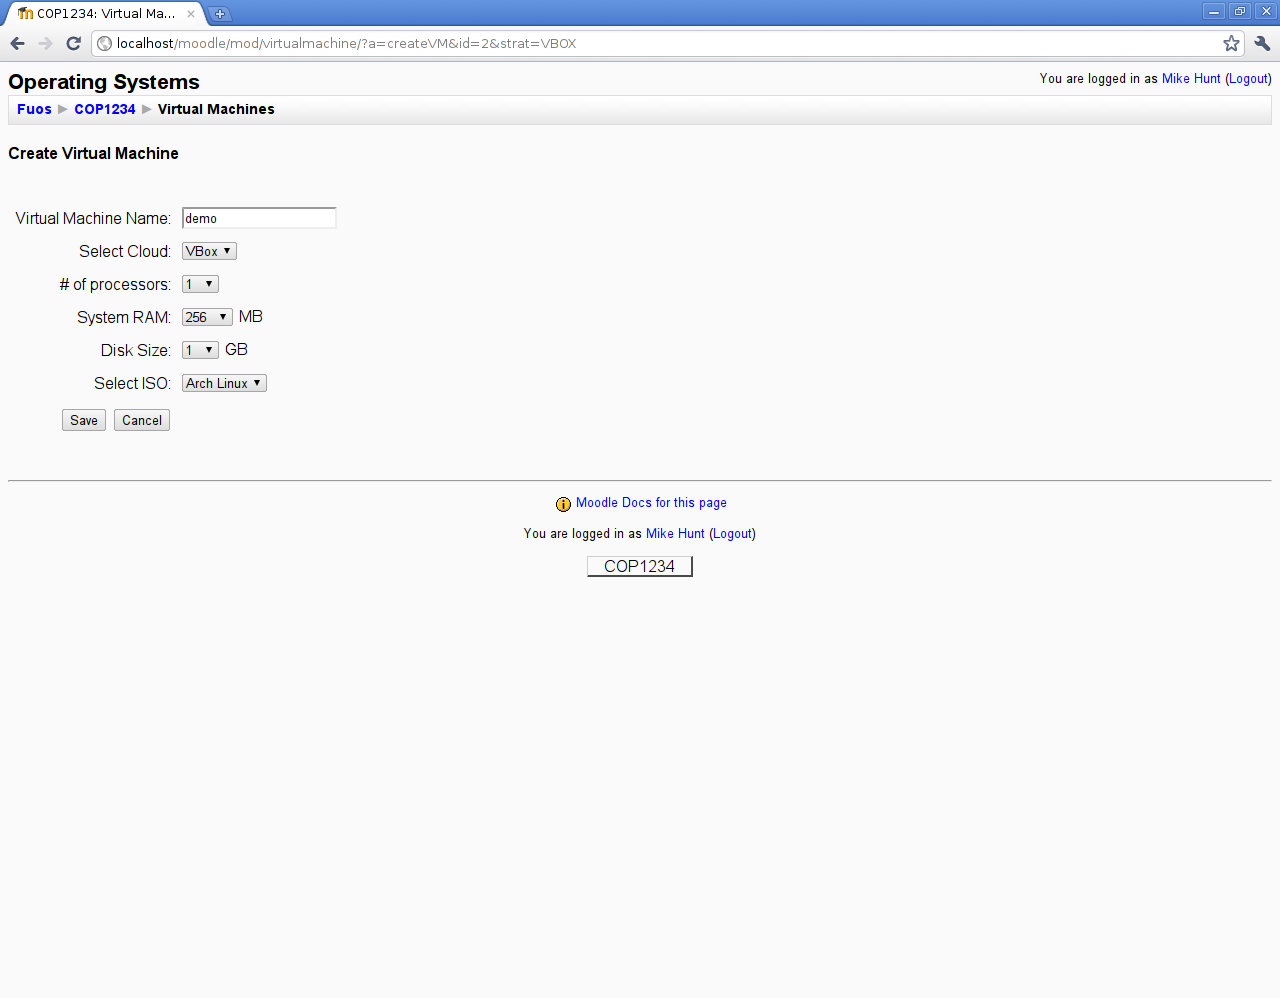 COP1234: Virtual Ma...
localhost/moodle/mod/virtualmachine/?a=createVM&id=2&strat=VBOX
Operating Systems
You are logged in as Mike Hunt (Logout)
Fuos ► COP1234 ► Virtual Machines
Create Virtual Machine
Virtual Machine Name: demo
Select Cloud: VBox
# of processors: 1
System RAM: 256 MB
Disk Size: 1 GB
Select ISO: Arch Linux
Save Cancel
Moodle Docs for this page
You are logged in as Mike Hunt (Logout)
COP1234